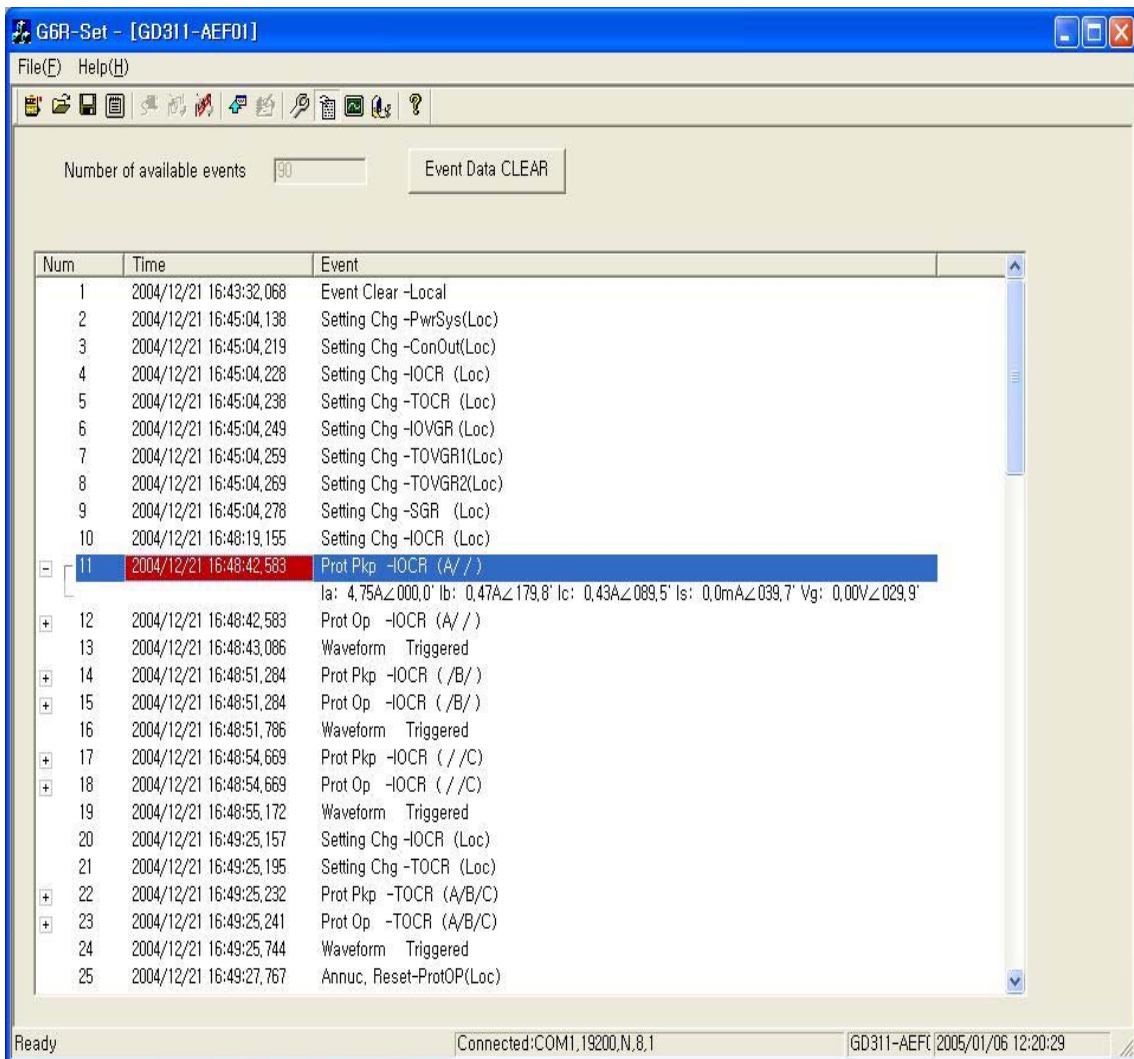 G6R-Set - [GD311-AEF01]
File(F) Help(H)
Number of available events 90 Event Data CLEAR
Num Time Event
1 2004/12/21 16:43:32,068 Event Clear -Local
2 2004/12/21 16:45:04,138 Setting Chg -PwrSys(Loc)
3 2004/12/21 16:45:04,219 Setting Chg -ConOut(Loc)
4 2004/12/21 16:45:04,228 Setting Chg -IOCR (Loc)
5 2004/12/21 16:45:04,238 Setting Chg -TOCR (Loc)
6 2004/12/21 16:45:04,249 Setting Chg -IOVGR (Loc)
7 2004/12/21 16:45:04,259 Setting Chg -TOVGR1(Loc)
8 2004/12/21 16:45:04,269 Setting Chg -TOVGR2(Loc)
9 2004/12/21 16:45:04,278 Setting Chg -SGR (Loc)
10 2004/12/21 16:48:19,155 Setting Chg -IOCR (Loc)
11 2004/12/21 16:48:42,583 Prot Pkp -IOCR (A/ / )
Ia: 4,75A∠000,0' Ib: 0,47A∠179,8' Ic: 0,43A∠089,5' Is: 0,0mA∠039,7' Vg: 0,00V∠029,9'
12 2004/12/21 16:48:42,583 Prot Op -IOCR (A/ / )
13 2004/12/21 16:48:43,086 Waveform Triggered
14 2004/12/21 16:48:51,284 Prot Pkp -IOCR ( /B/ )
15 2004/12/21 16:48:51,284 Prot Op -IOCR ( /B/ )
16 2004/12/21 16:48:51,786 Waveform Triggered
17 2004/12/21 16:48:54,669 Prot Pkp -IOCR ( / /C)
18 2004/12/21 16:48:54,669 Prot Op -IOCR ( / /C)
19 2004/12/21 16:48:55,172 Waveform Triggered
20 2004/12/21 16:49:25,157 Setting Chg -IOCR (Loc)
21 2004/12/21 16:49:25,195 Setting Chg -TOCR (Loc)
22 2004/12/21 16:49:25,232 Prot Pkp -TOCR (A/B/C)
23 2004/12/21 16:49:25,241 Prot Op -TOCR (A/B/C)
24 2004/12/21 16:49:25,744 Waveform Triggered
25 2004/12/21 16:49:27,767 Annuc, Reset-ProtOP(Loc)
Ready Connected:COM1,19200,N,8,1 GD311-AEF( 2005/01/06 12:20:29